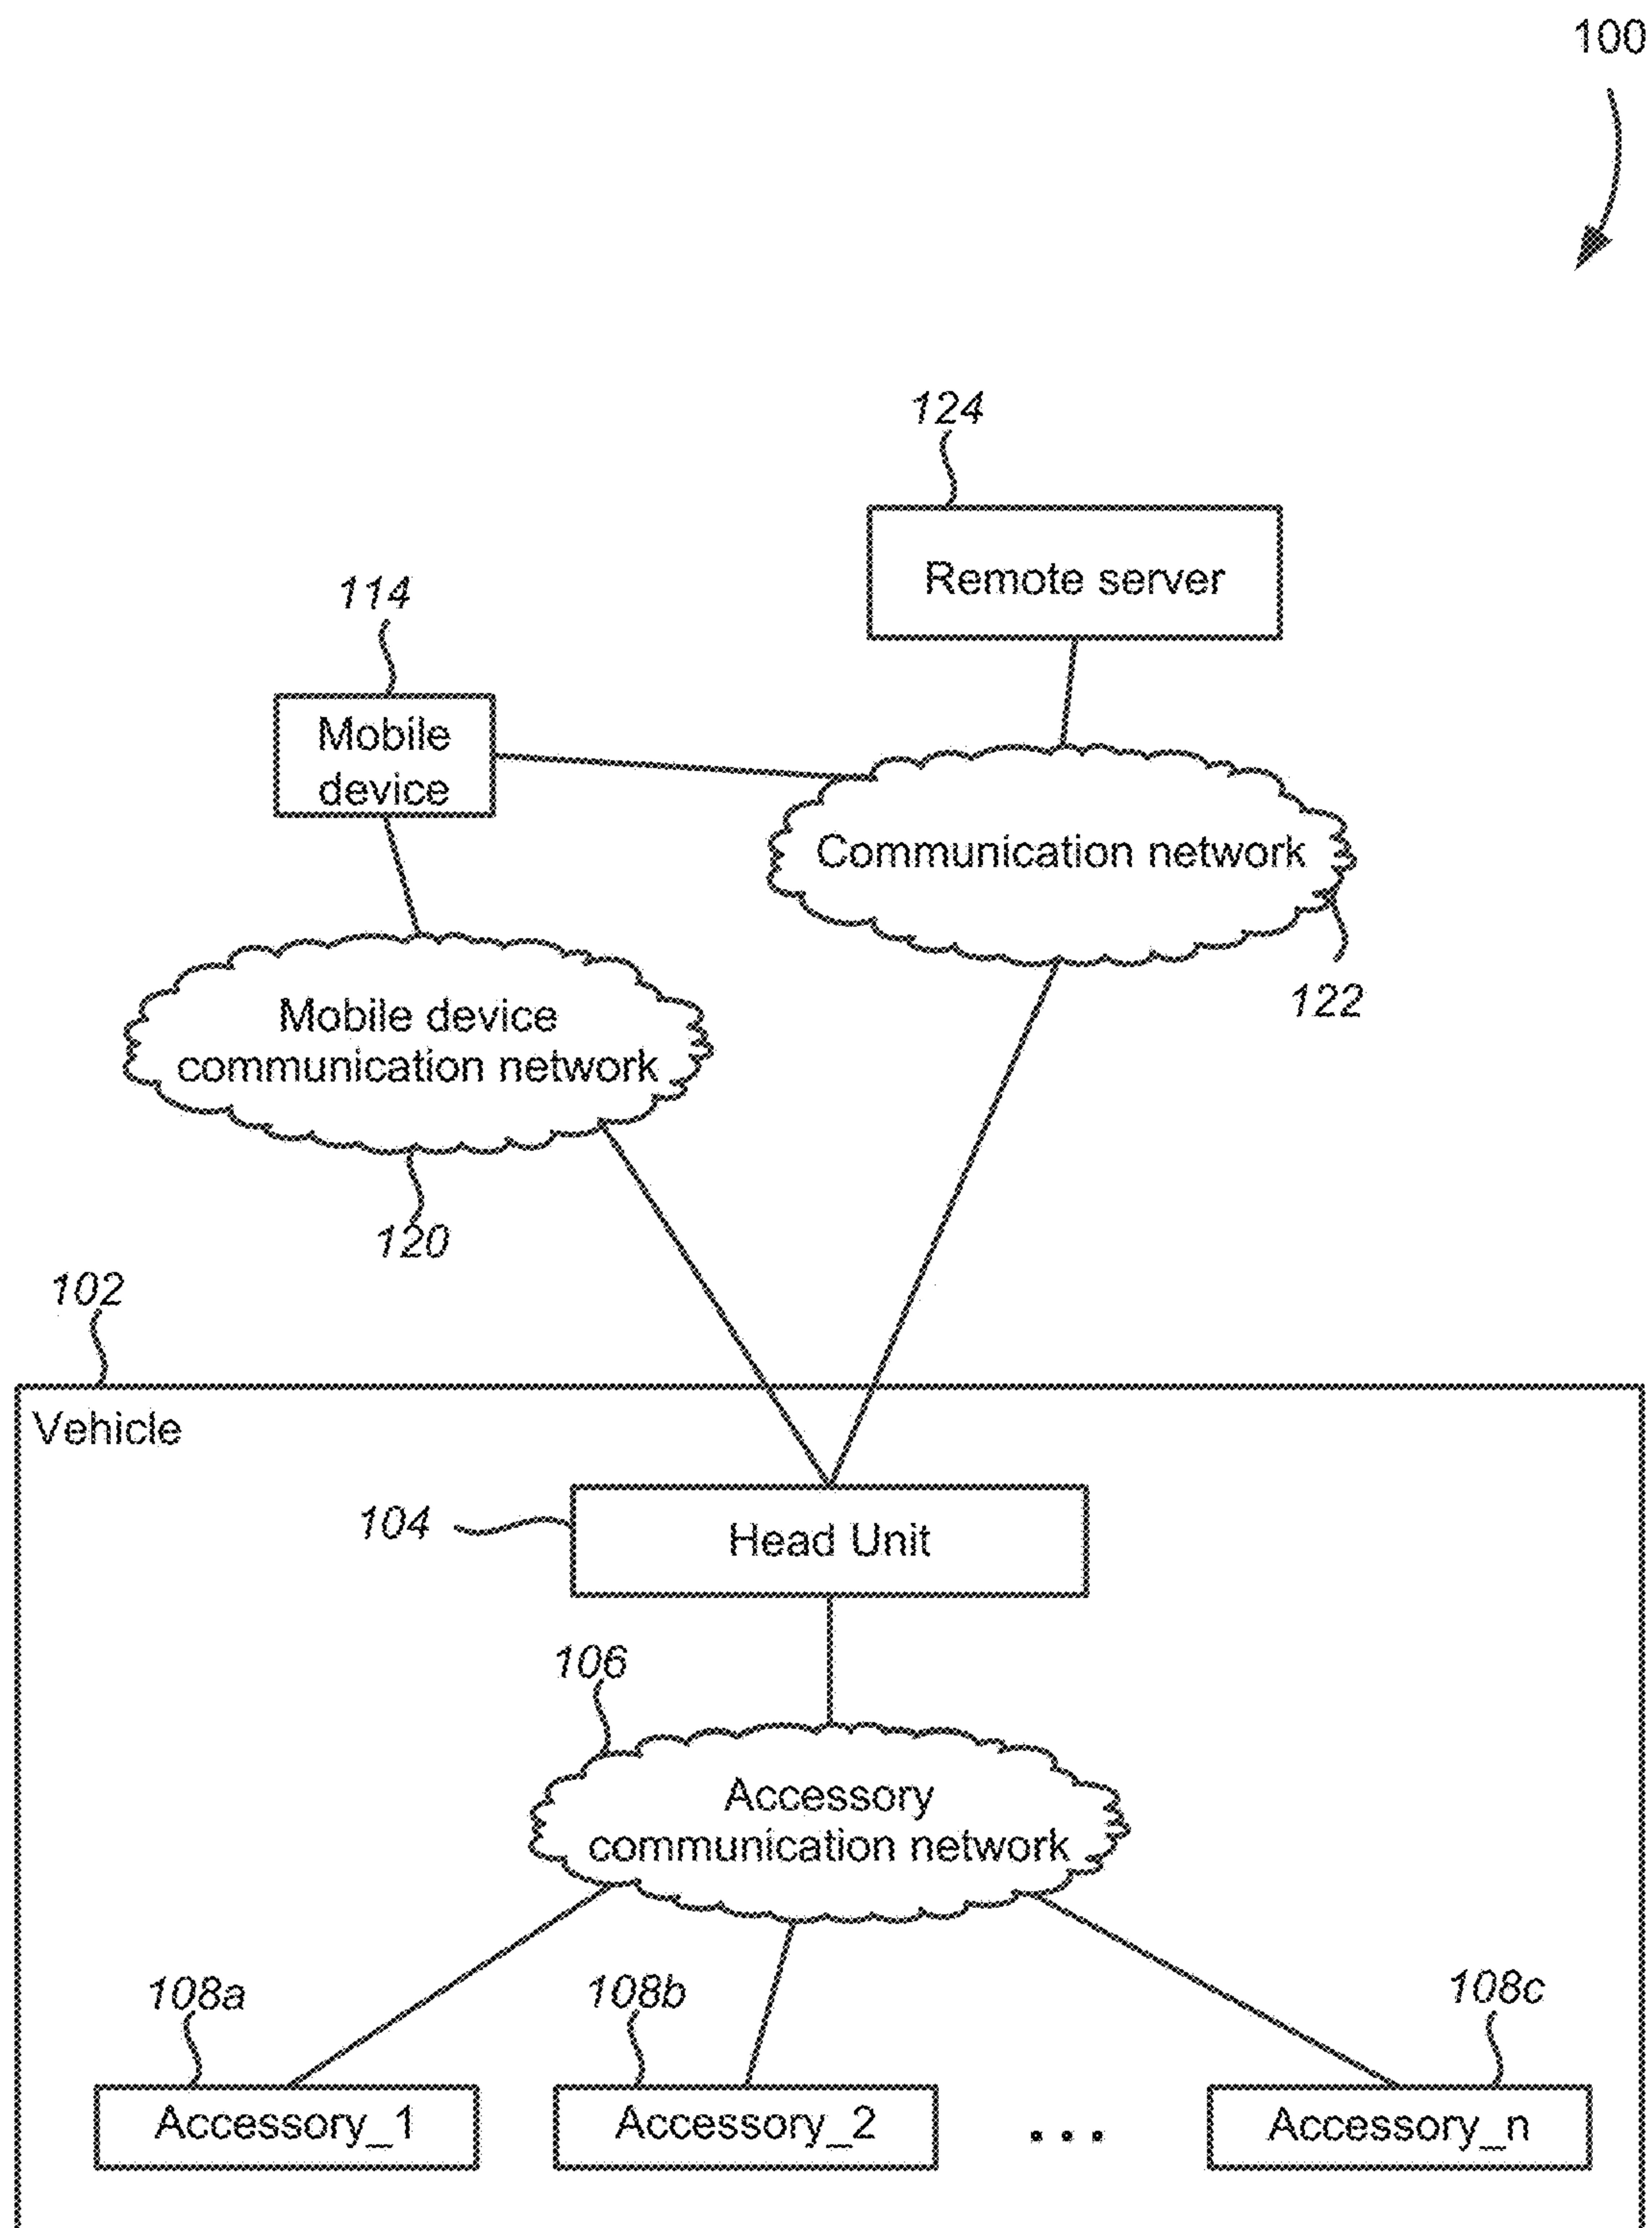 100
124
Remote server
114
Mobile
device
Communication network
122
Mobile device
communication network
120
102
Vehicle
104
Head Unit
106
Accessory
communication network
108a
108b
108c
Accessory_1
Accessory_2
...
Accessory_n